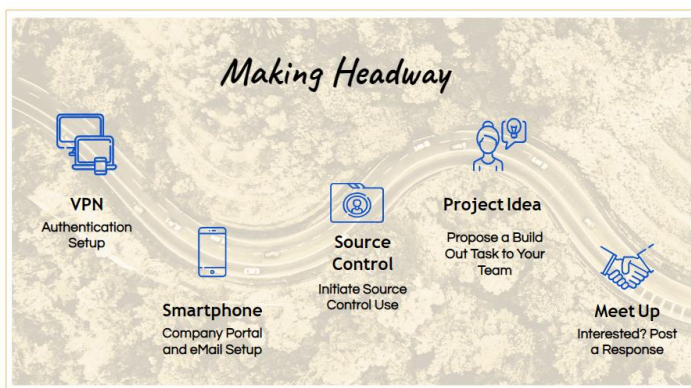 Making Headway
VPN
Authentication
Setup
Smartphone
Company Portal
and eMail Setup
Source
Control
Initiate Source
Control Use
Project Idea
Propose a Build
Out Task to Your
Team
Meet Up
Interested? Post
a Response